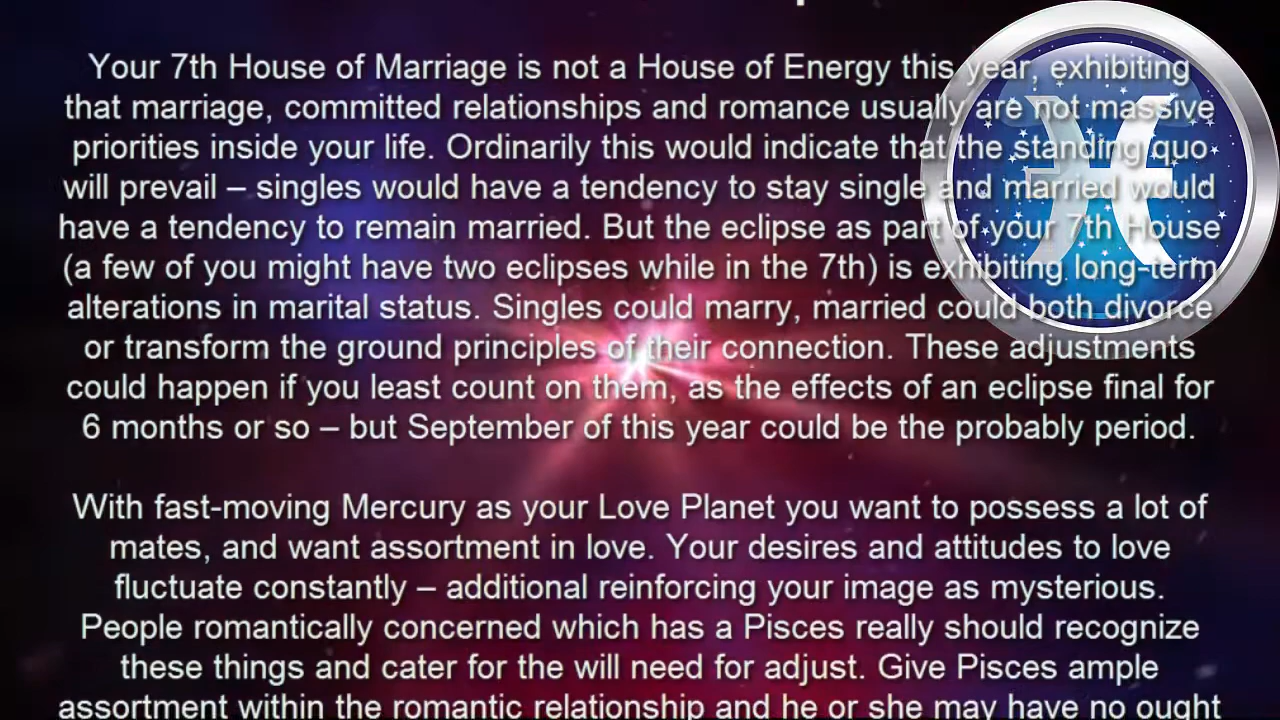 Your 7th House of Marriage is not a House of Energy this year, exhibiting
that marriage, committed relationships and romance usually are not massive
priorities inside your life. Ordinarily this would indicate that the standing quo
will prevail – singles would have a tendency to stay single and married would
have a tendency to remain married. But the eclipse as part of your 7th House
(a few of you might have two eclipses while in the 7th) is exhibiting long-term
alterations in marital status. Singles could marry, married could both divorce
or transform the ground principles of their connection. These adjustments
could happen if you least count on them, as the effects of an eclipse final for
6 months or so – but September of this year could be the probably period.
With fast-moving Mercury as your Love Planet you want to possess a lot of
mates, and want assortment in love. Your desires and attitudes to love
fluctuate constantly – additional reinforcing your image as mysterious.
People romantically concerned which has a Pisces really should recognize
these things and cater for the will need for adjust. Give Pisces ample
assortment within the romantic relationship and he or she may have no ought